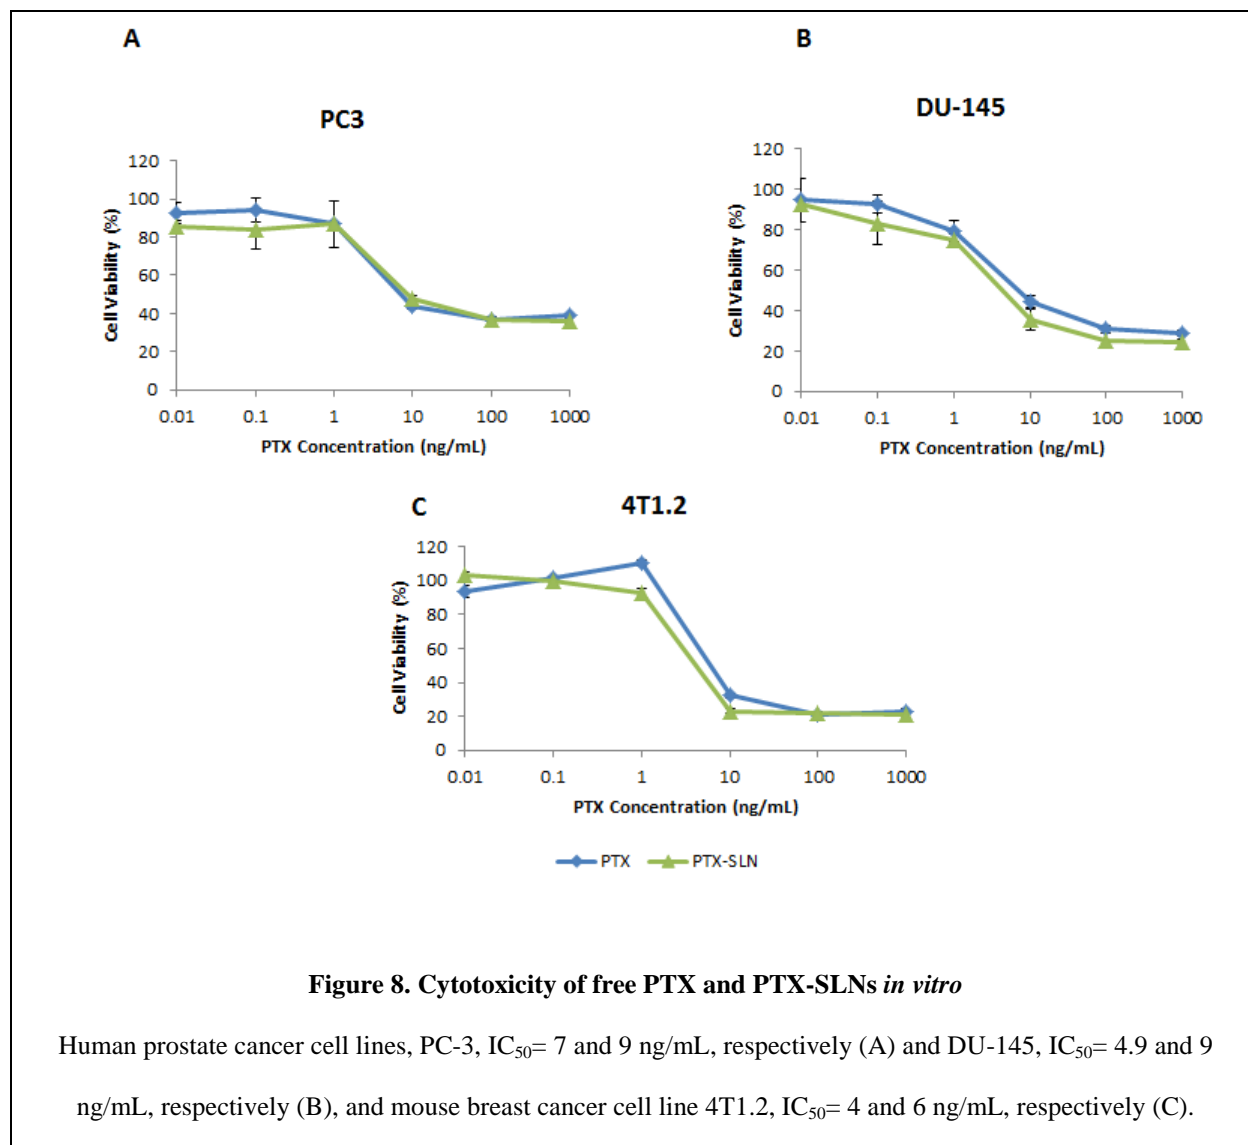 A
PC3
120
100
80
60
40
20
0
Cell Viability (%)
0.01 0.1 1 10 100 1000
PTX Concentration (ng/mL)
B
DU-145
120
100
80
60
40
20
0
Cell Viability (%)
0.01 0.1 1 10 100 1000
PTX Concentration (ng/mL)
C
4T1.2
120
100
80
60
40
20
0
Cell Viability (%)
0.01 0.1 1 10 100 1000
PTX Concentration (ng/mL)
PTX PTX-SLN
Figure 8. Cytotoxicity of free PTX and PTX-SLNs in vitro
Human prostate cancer cell lines, PC-3, IC50= 7 and 9 ng/mL, respectively (A) and DU-145, IC50= 4.9 and 9
ng/mL, respectively (B), and mouse breast cancer cell line 4T1.2, IC50= 4 and 6 ng/mL, respectively (C).